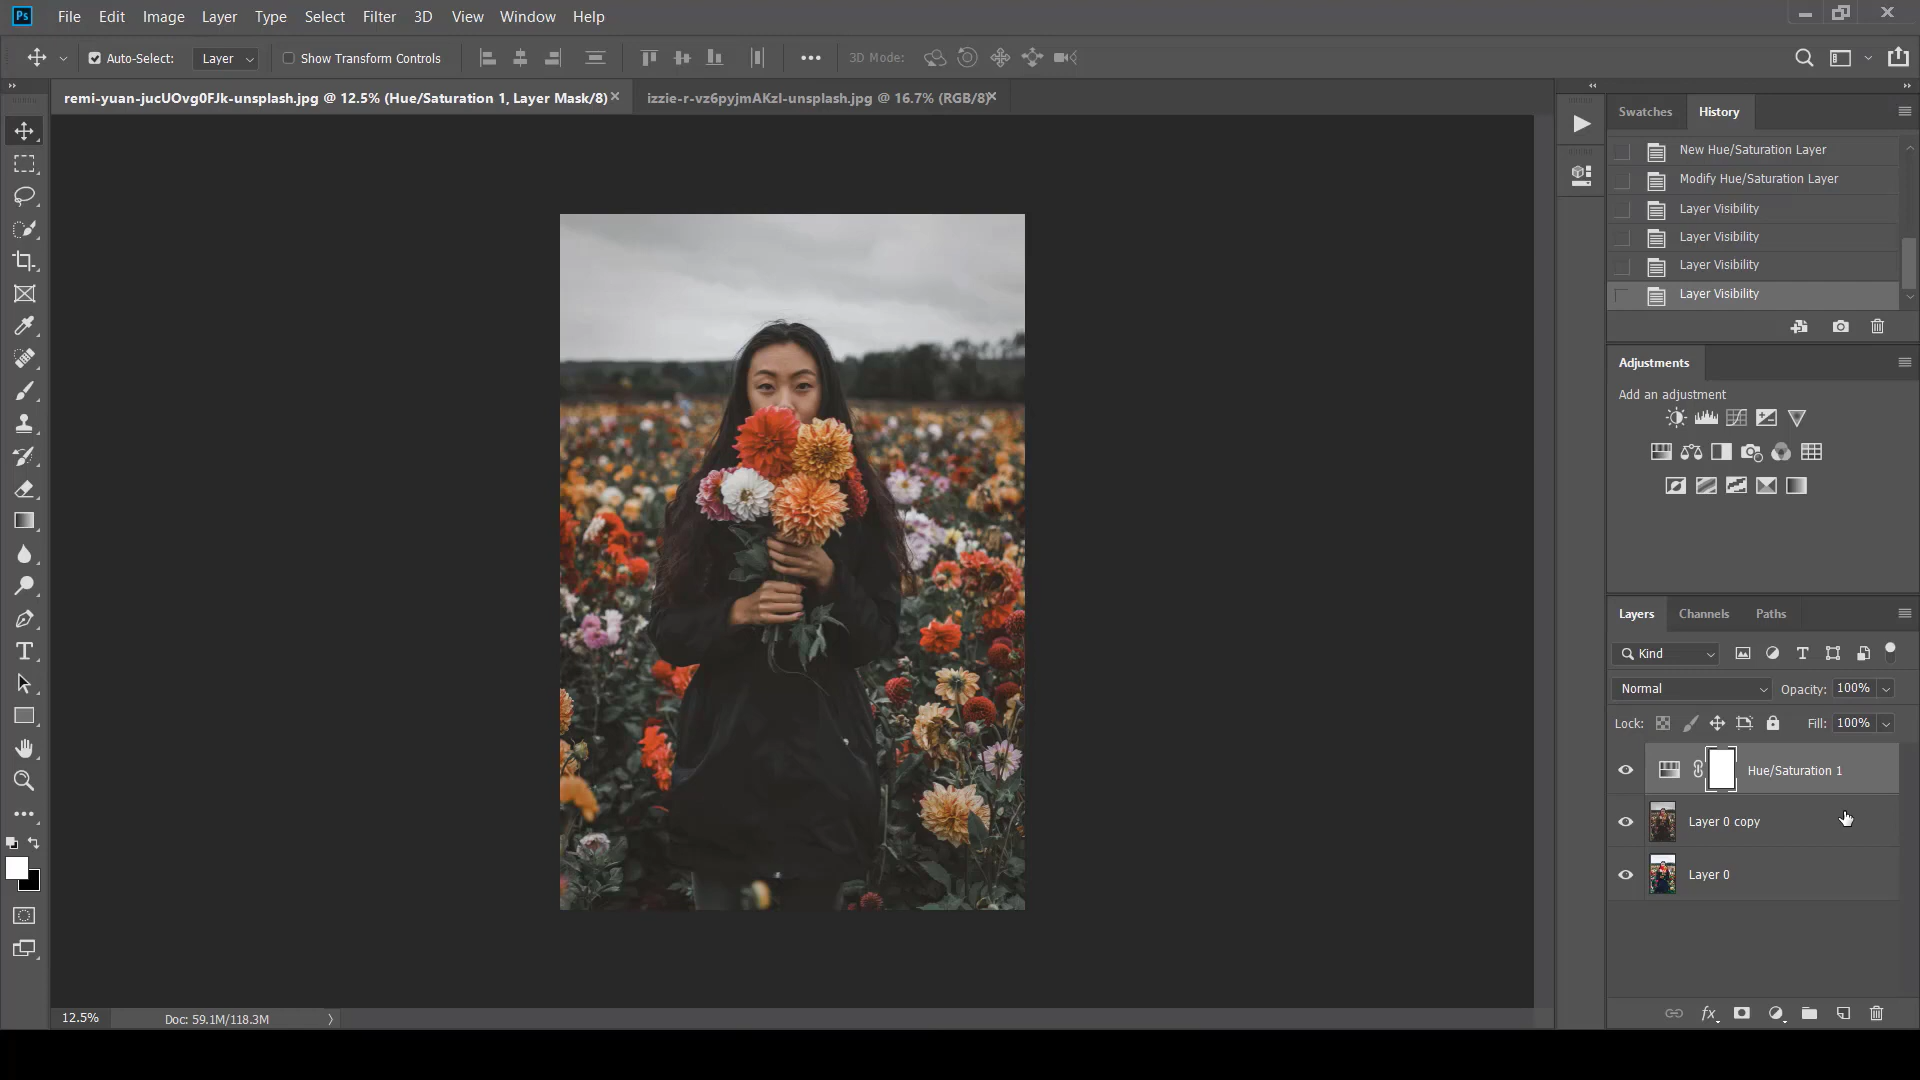 Ps File Edit Image Layer Type Select Filter 3D View Window Help
Auto-Select: Layer Show Transform Controls 3D Mode:
remi-yuan-jucUOvg0FJk-unsplash.jpg @ 12.5% (Hue/Saturation 1, Layer Mask/8) izzie-r-vz6pyjmAKzI-unsplash.jpg @ 16.7% (RGB/8)
Swatches History
New Hue/Saturation Layer
Modify Hue/Saturation Layer
Layer Visibility
Layer Visibility
Layer Visibility
Layer Visibility
Adjustments
Add an adjustment
Layers Channels Paths
Kind
Normal Opacity: 100%
Lock: Fill: 100%
Hue/Saturation 1
Layer 0 copy
Layer 0
12.5% Doc: 59.1M/118.3M
fx